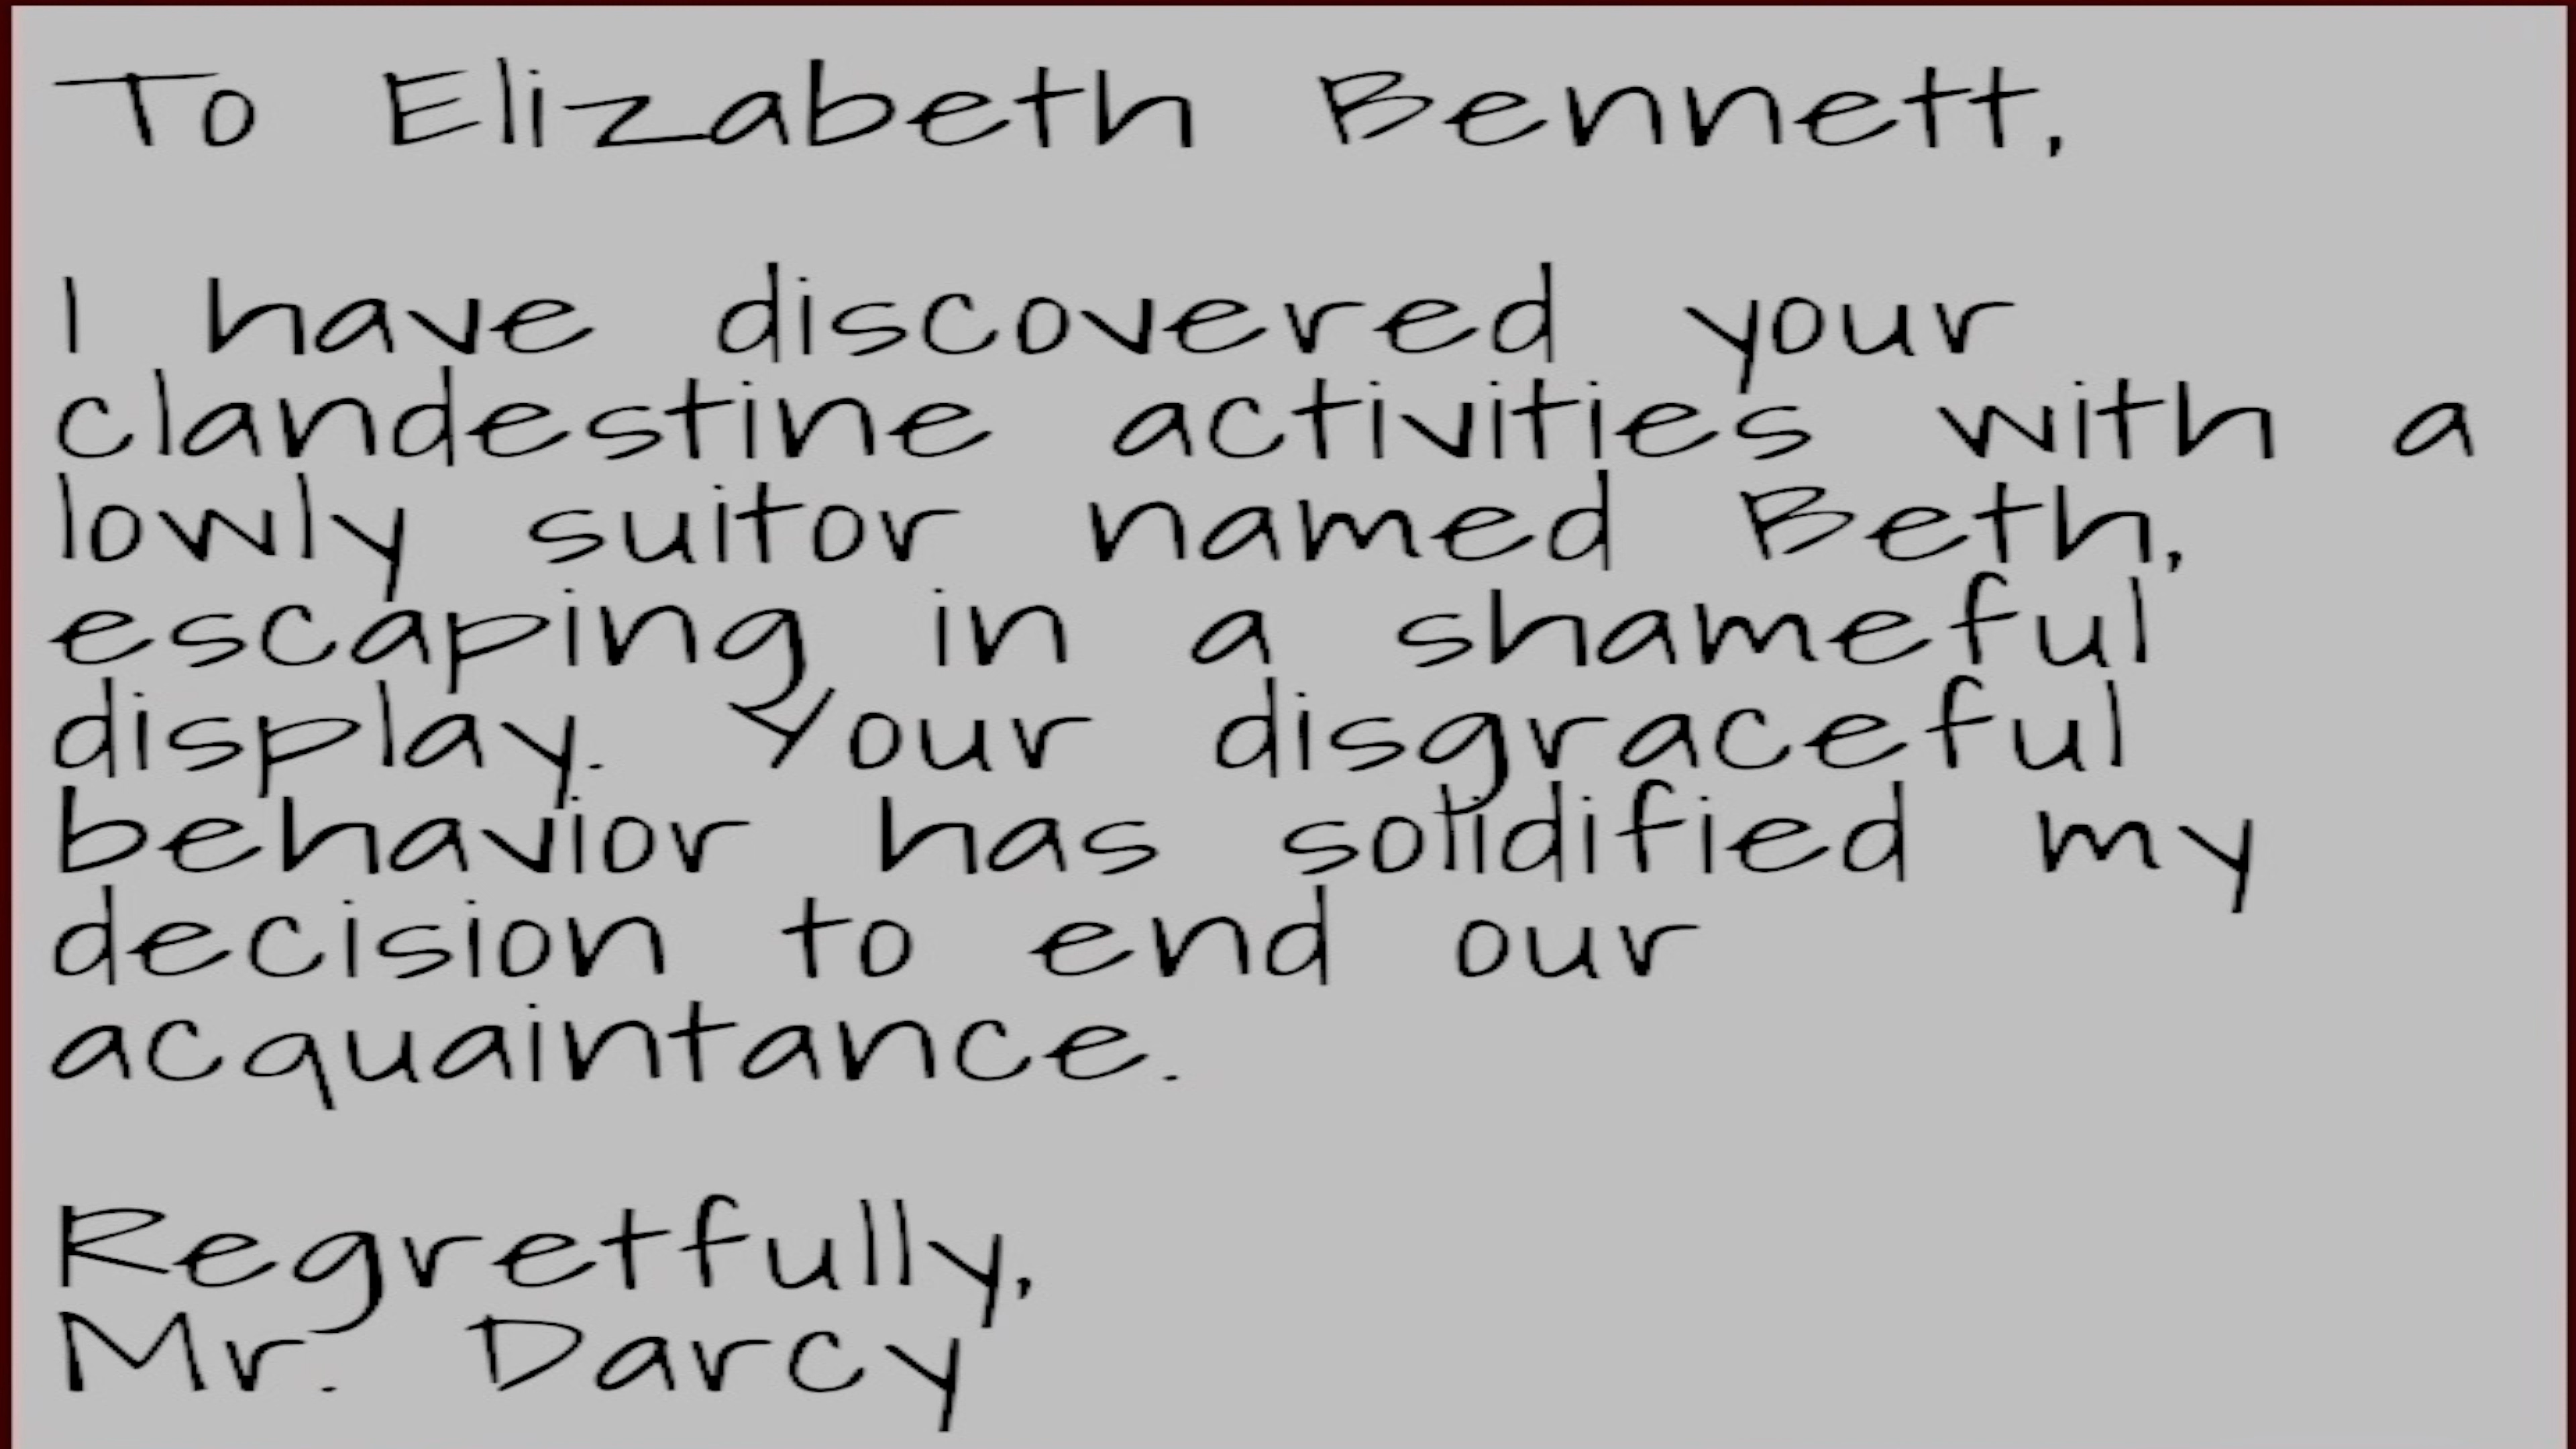 To Elizabeth Bennett,
I have discovered your
clandestine activities with a
lowly suitor named Beth,
escaping in a shameful
display. Your disgraceful
behavior has solidified my
decision to end our
acquaintance.
Regretfully,
Mr. Darcy